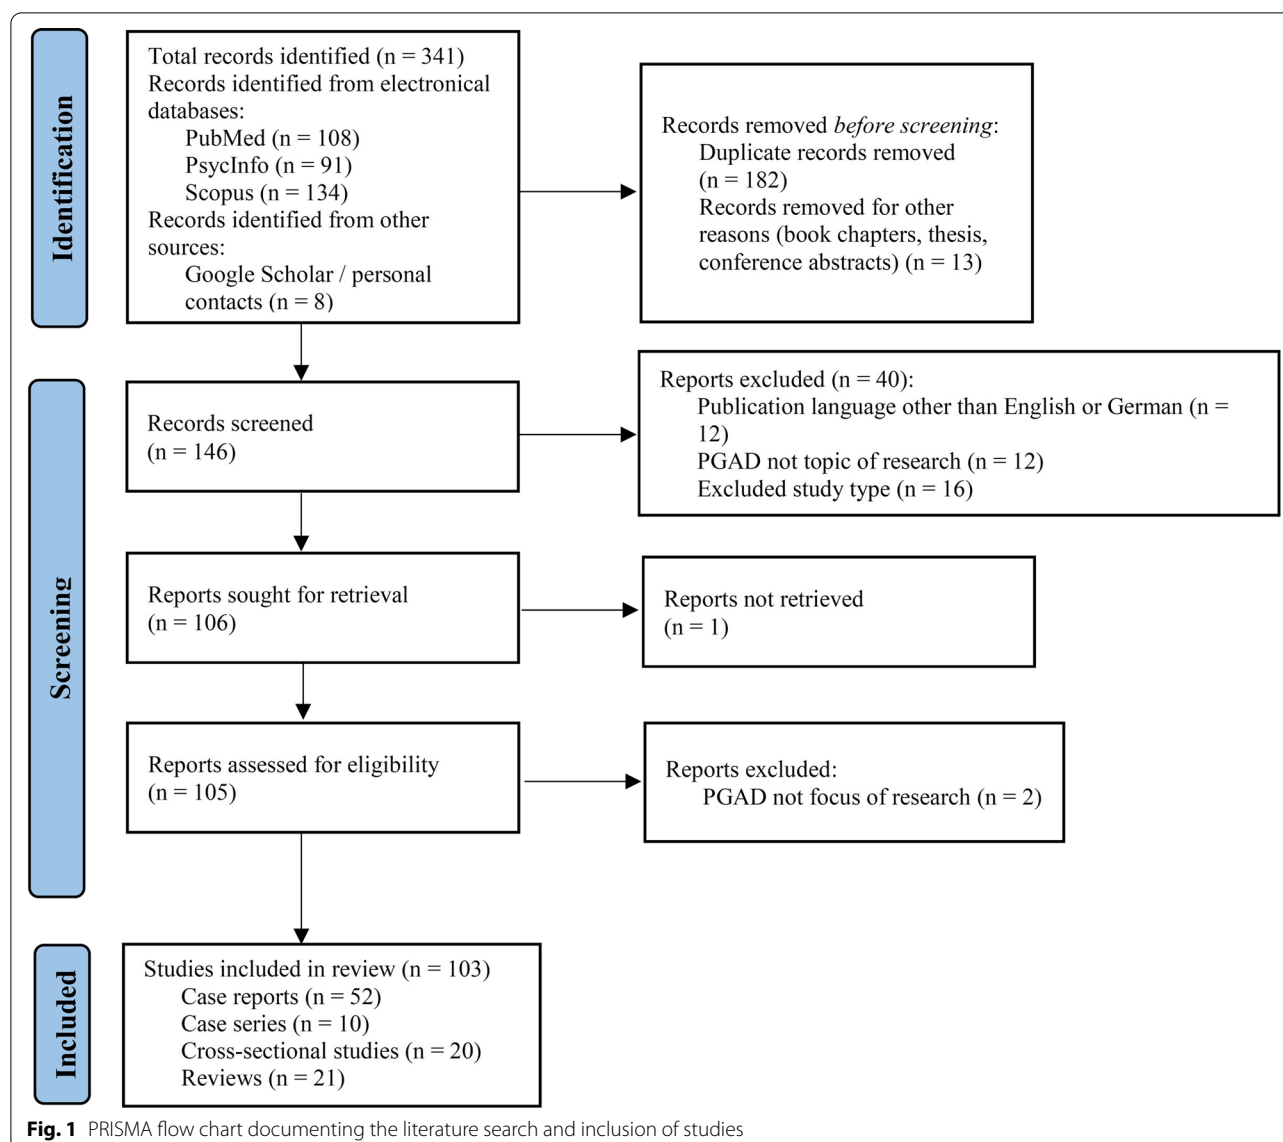 Identification
Total records identified (n = 341)
Records identified from electronical
databases:
PubMed (n = 108)
PsycInfo (n = 91)
Scopus (n = 134)
Records identified from other
sources:
Google Scholar / personal
contacts (n = 8)
Records removed before screening:
Duplicate records removed
(n = 182)
Records removed for other
reasons (book chapters, thesis,
conference abstracts) (n = 13)
Screening
Records screened
(n = 146)
Reports excluded (n = 40):
Publication language other than English or German (n =
12)
PGAD not topic of research (n = 12)
Excluded study type (n = 16)
Reports sought for retrieval
(n = 106)
Reports not retrieved
(n = 1)
Reports assessed for eligibility
(n = 105)
Reports excluded:
PGAD not focus of research (n = 2)
Included
Studies included in review (n = 103)
Case reports (n = 52)
Case series (n = 10)
Cross-sectional studies (n = 20)
Reviews (n = 21)
Fig. 1 PRISMA flow chart documenting the literature search and inclusion of studies